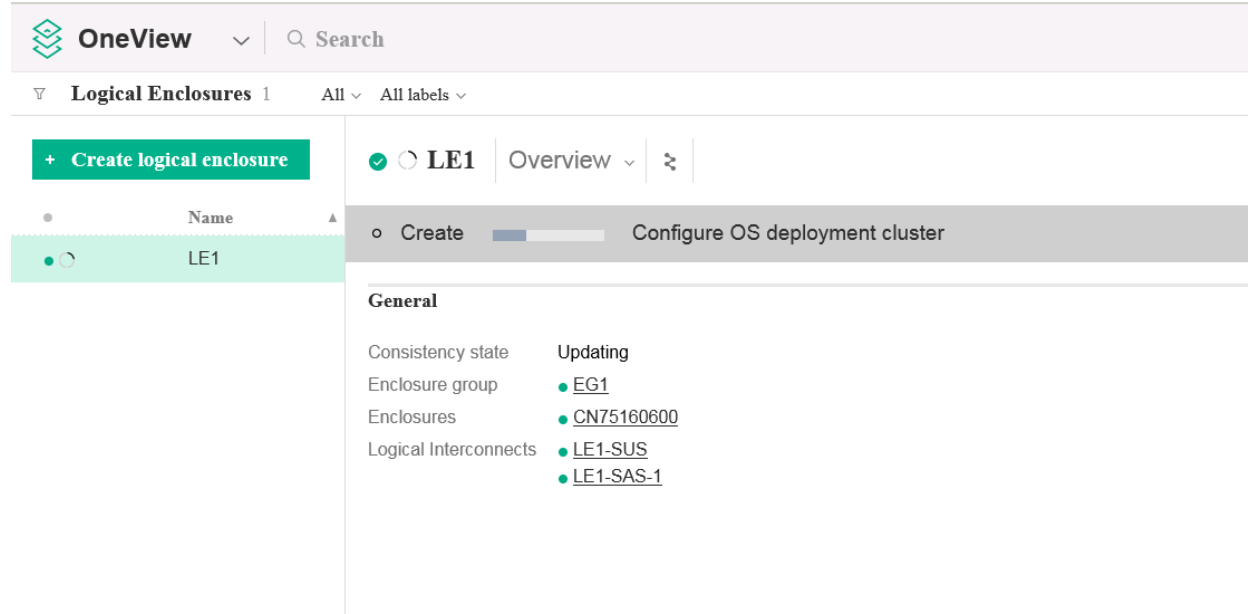 OneView Search
Logical Enclosures 1 All All labels
+ Create logical enclosure
LE1 Overview
Name
Create Configure OS deployment cluster
LE1
General
Consistency state Updating
Enclosure group EG1
Enclosures CN75160600
Logical Interconnects LE1-SUS
LE1-SAS-1